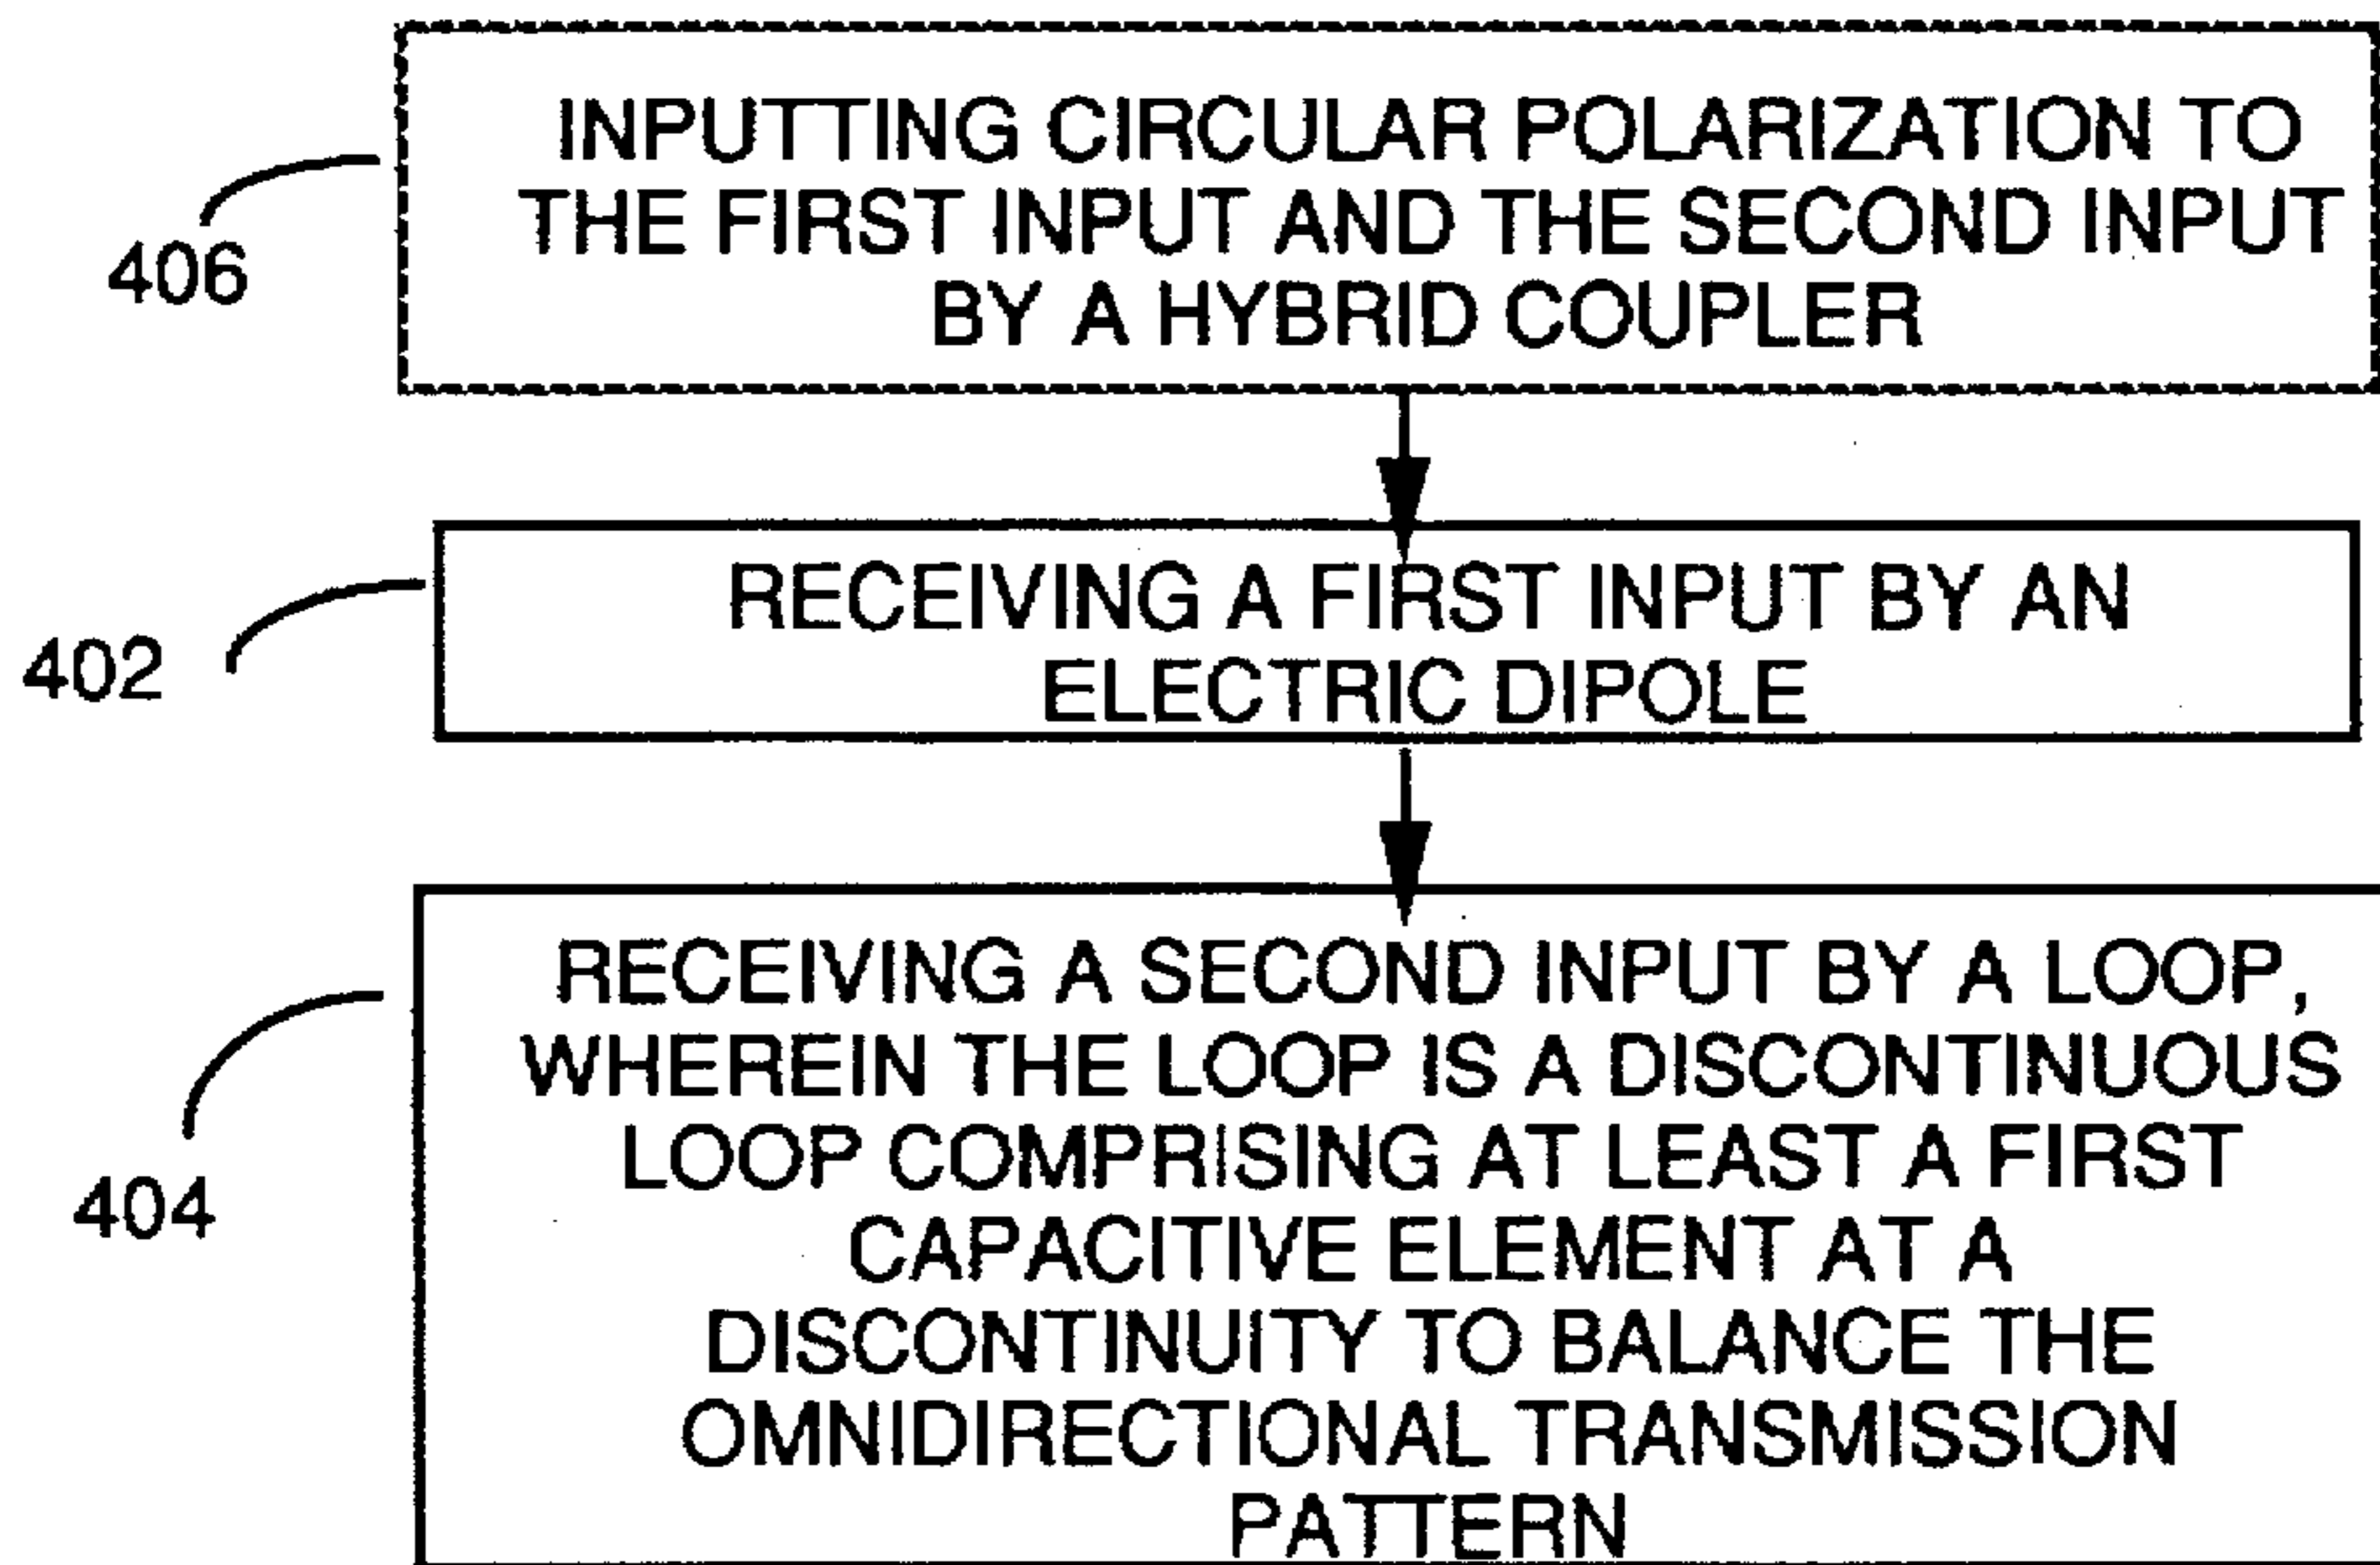 INPUTTING CIRCULAR POLARIZATION TO
THE FIRST INPUT AND THE SECOND INPUT
BY A HYBRID COUPLER
406
RECEIVING A FIRST INPUT BY AN
ELECTRIC DIPOLE
402
RECEIVING A SECOND INPUT BY A LOOP,
WHEREIN THE LOOP IS A DISCONTINUOUS
LOOP COMPRISING AT LEAST A FIRST
CAPACITIVE ELEMENT AT A
DISCONTINUITY TO BALANCE THE
OMNIDIRECTIONAL TRANSMISSION
PATTERN
404